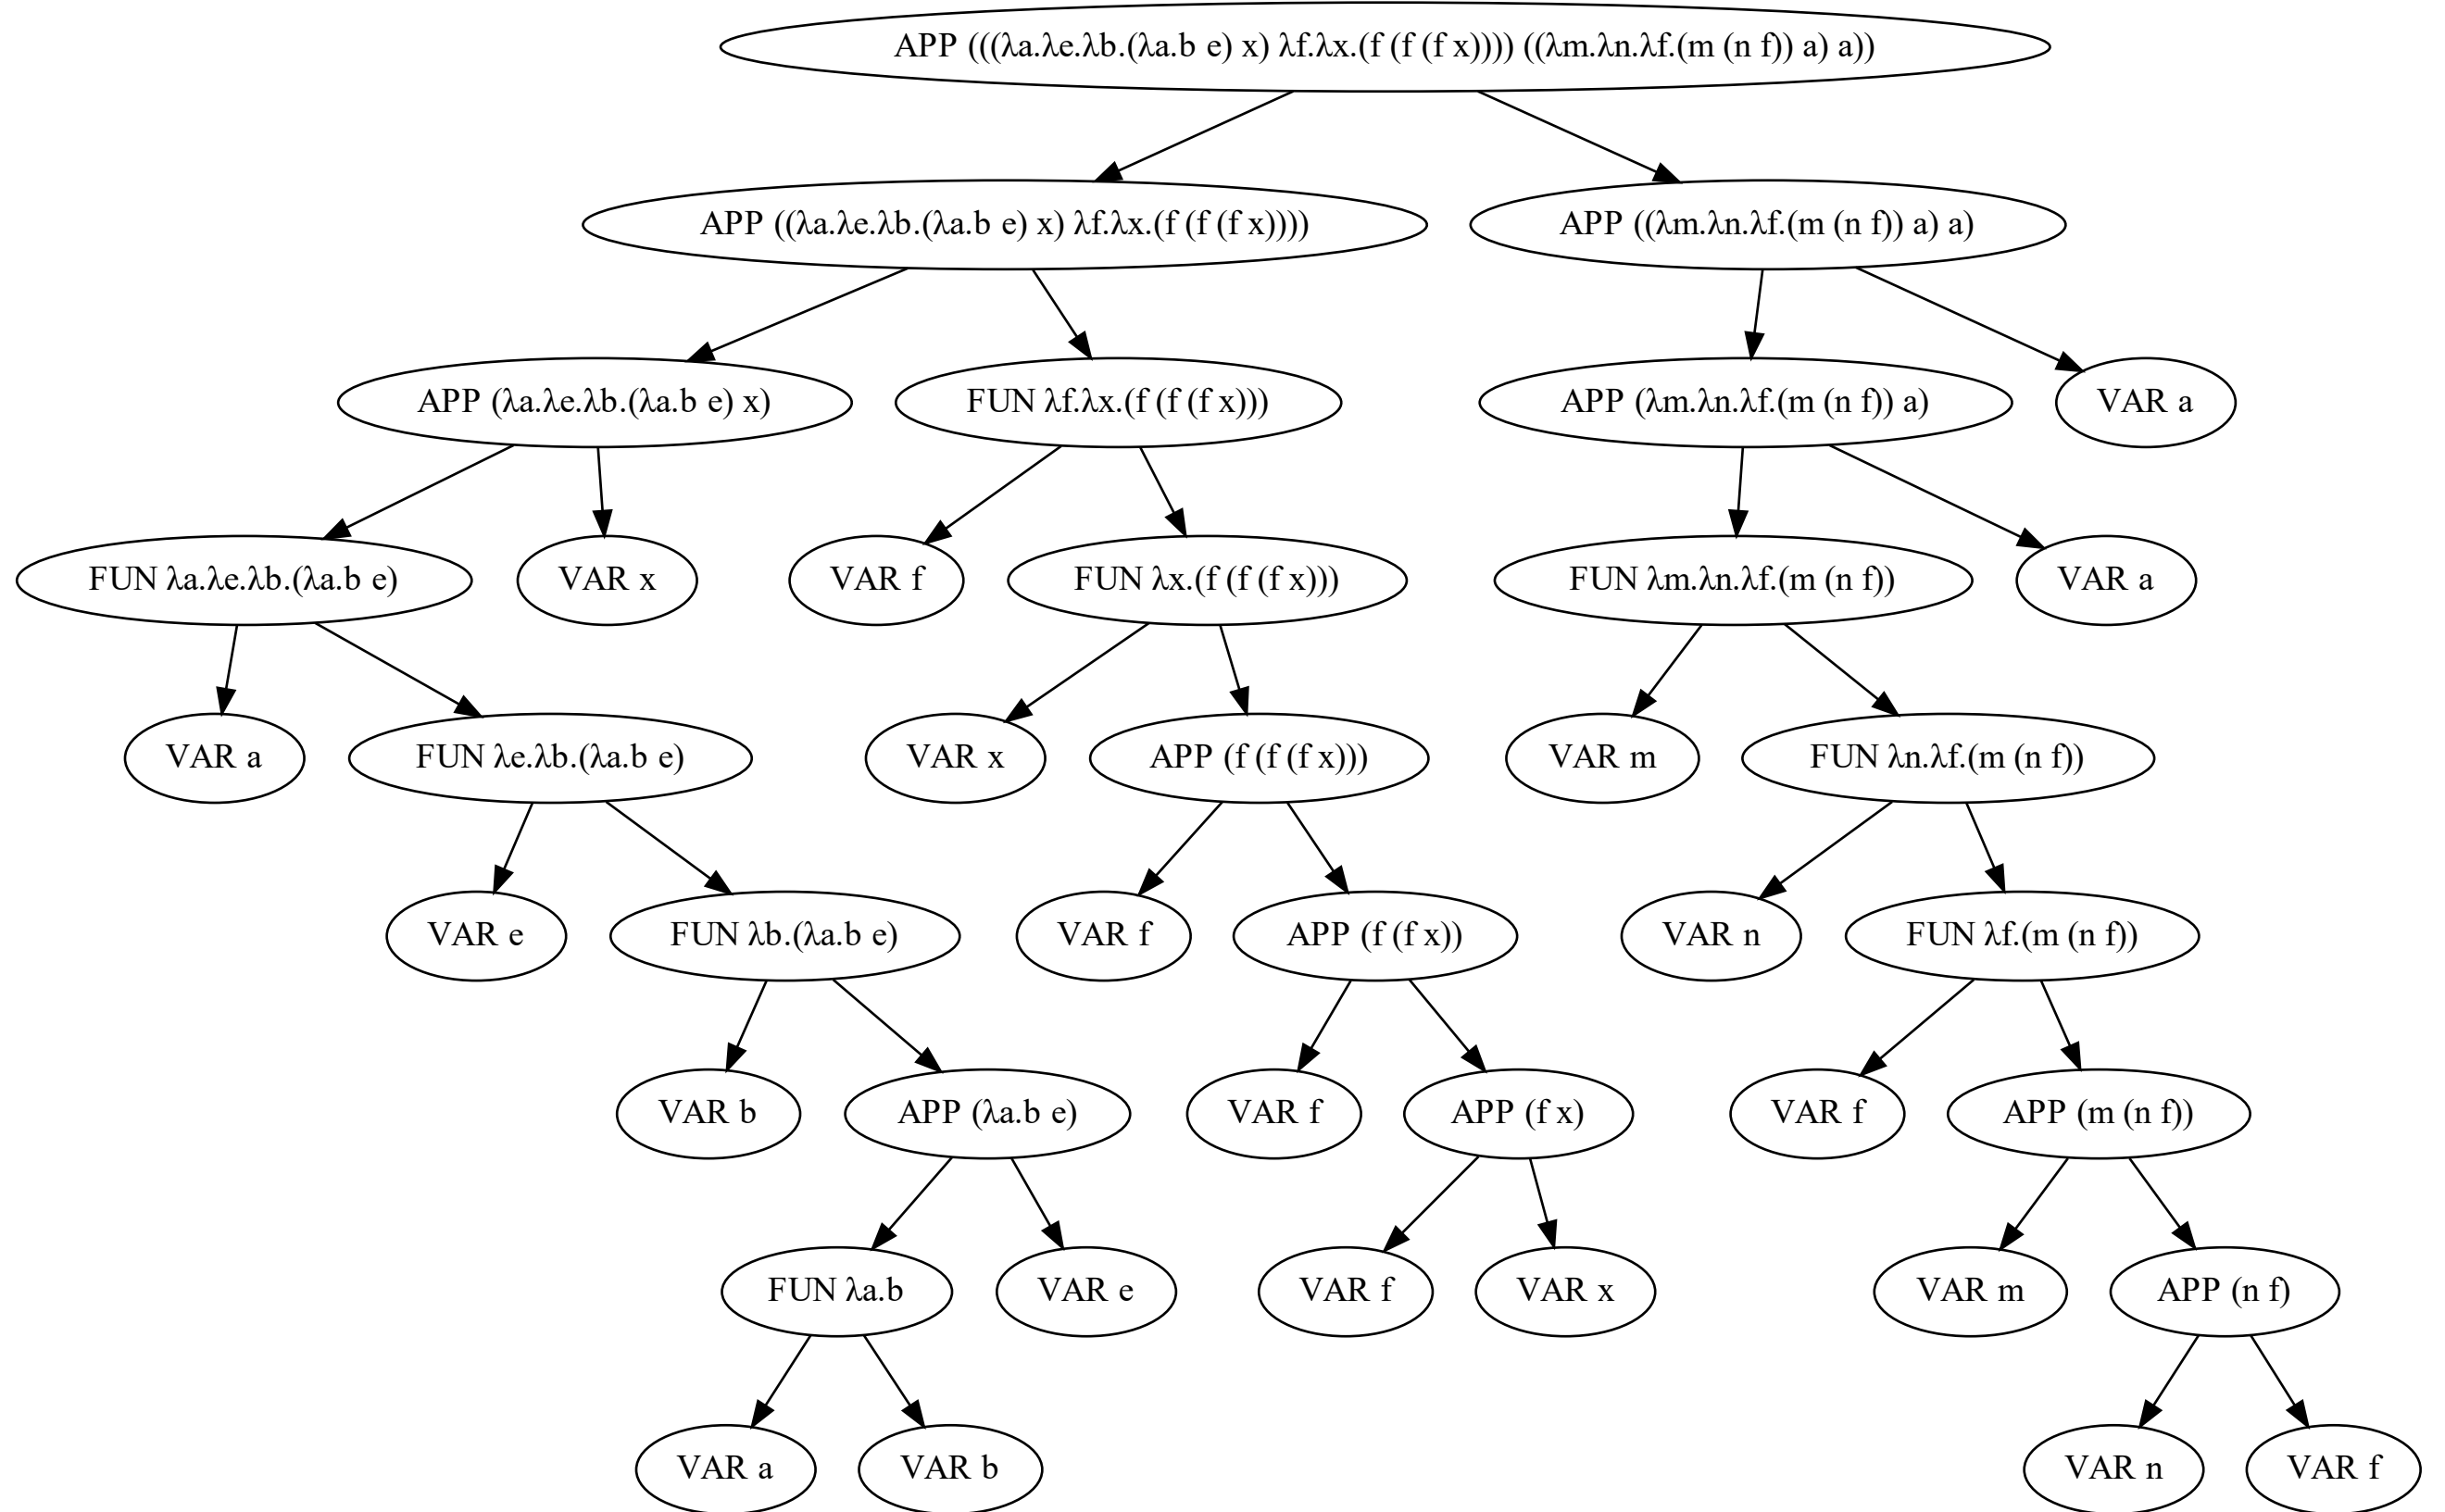 APP (((λa.λe.λb.(λa.b e) x) λf.λx.(f (f (f x)))) ((λm.λn.λf.(m (n f)) a) a))
APP ((λa.λe.λb.(λa.b e) x) λf.λx.(f (f (f x))))
APP ((λm.λn.λf.(m (n f)) a) a)
APP (λa.λe.λb.(λa.b e) x)
FUN λf.λx.(f (f (f x)))
APP (λm.λn.λf.(m (n f)) a)
VAR a
FUN λa.λe.λb.(λa.b e)
VAR x
VAR f
FUN λx.(f (f (f x)))
FUN λm.λn.λf.(m (n f))
VAR a
VAR a
FUN λe.λb.(λa.b e)
VAR x
APP (f (f (f x)))
VAR m
FUN λn.λf.(m (n f))
VAR e
FUN λb.(λa.b e)
VAR f
APP (f (f x))
VAR n
FUN λf.(m (n f))
VAR b
APP (λa.b e)
VAR f
APP (f x)
VAR f
APP (m (n f))
FUN λa.b
VAR e
VAR f
VAR x
VAR m
APP (n f)
VAR a
VAR b
VAR n
VAR f